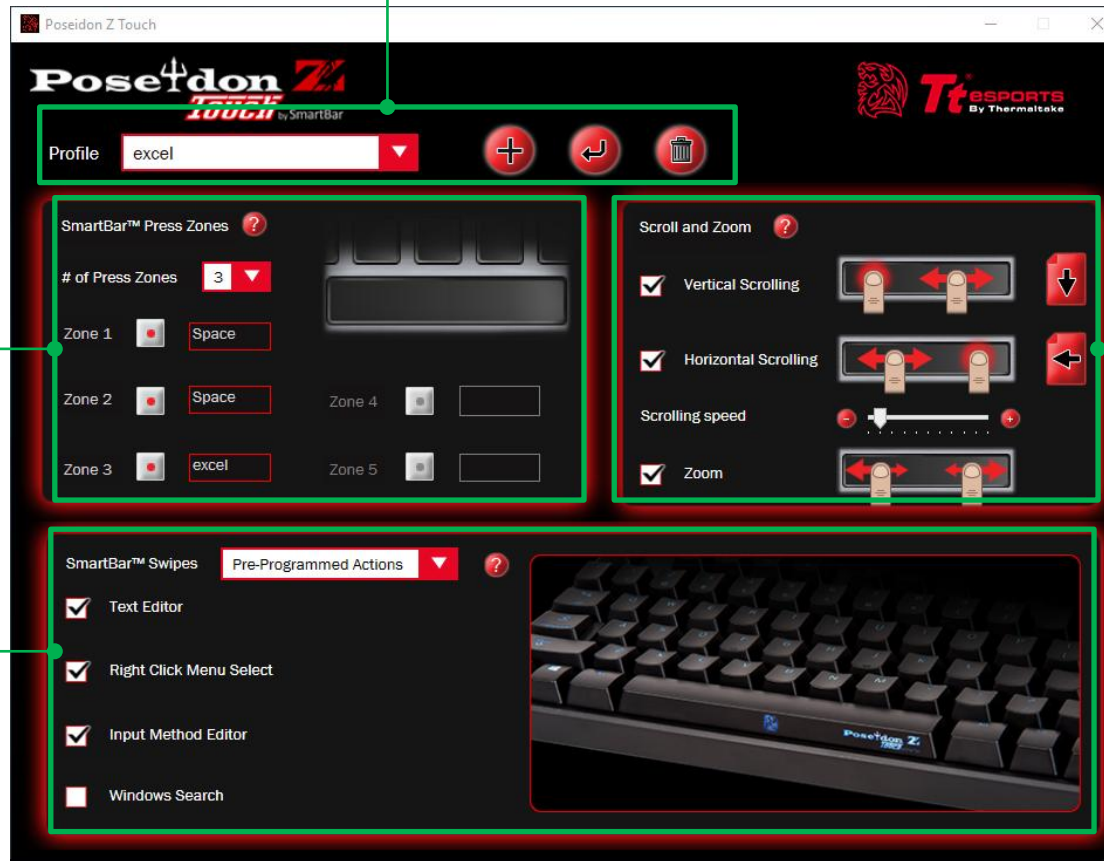 Poseidon Z Touch
Poseidon Z
Touch by SmartBar
Tt eSPORTS
By Thermaltake
Profile excel
SmartBar™ Press Zones ?
# of Press Zones 3
Zone 1 Space
Zone 2 Space Zone 4
Zone 3 excel Zone 5
Scroll and Zoom ?
Vertical Scrolling
Horizontal Scrolling
Scrolling speed - +
Zoom
SmartBar™ Swipes Pre-Programmed Actions ?
Text Editor
Right Click Menu Select
Input Method Editor
Windows Search
Poseidon Z
Touch